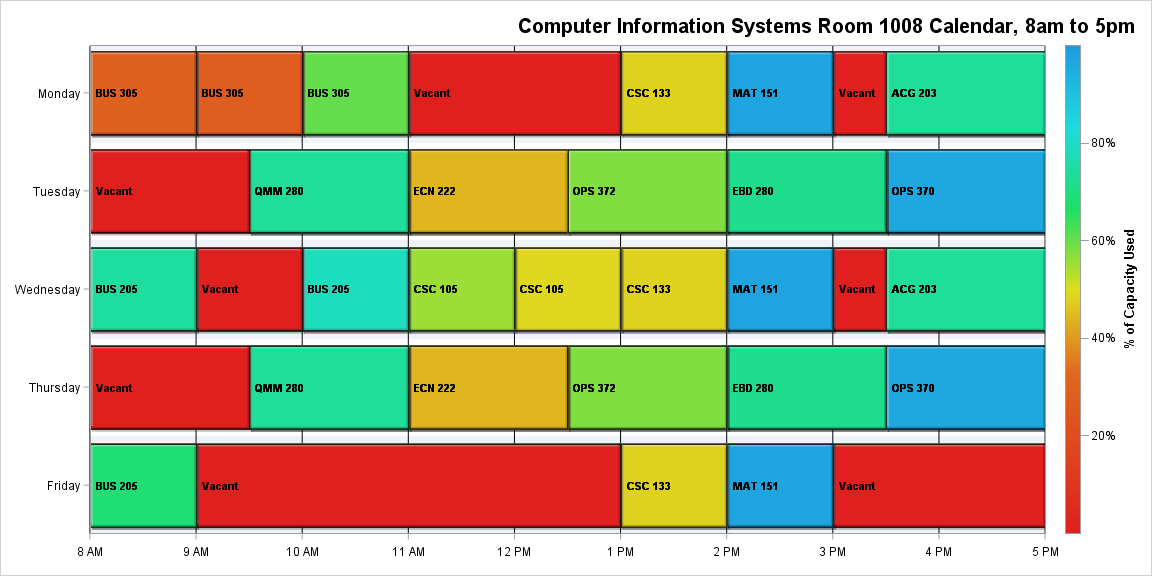 Computer Information Systems Room 1008 Calendar, 8am to 5pm
Monday
BUS 305
BUS 305
BUS 305
Vacant
CSC 133
MAT 151
Vacant
ACG 203
Tuesday
Vacant
QMM 280
ECN 222
OPS 372
EBD 280
OPS 370
Wednesday
BUS 205
Vacant
BUS 205
CSC 105
CSC 105
CSC 133
MAT 151
Vacant
ACG 203
Thursday
Vacant
QMM 280
ECN 222
OPS 372
EBD 280
OPS 370
Friday
BUS 205
Vacant
CSC 133
MAT 151
Vacant
8 AM
9 AM
10 AM
11 AM
12 PM
1 PM
2 PM
3 PM
4 PM
5 PM
80%
60%
40%
20%
% of Capacity Used